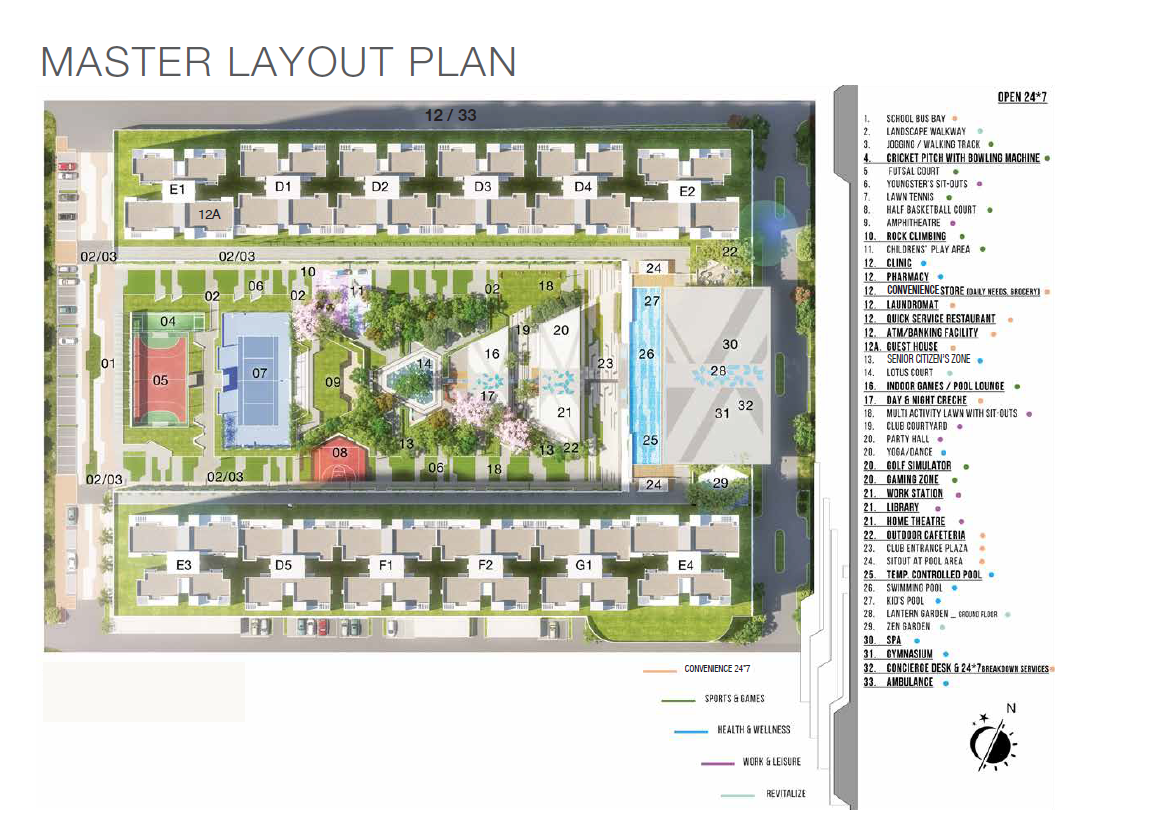 MASTER LAYOUT PLAN
OPEN 24*7
1. SCHOOL BUS BAY
2. LANDSCAPE WALKWAY
3. JOGGING / WALKING TRACK
4. CRICKET PITCH WITH BOWLING MACHINE
5 FUTSAL COURT
6. YOUNGSTER'S SIT-OUTS
7. LAWN TENNIS
8. HALF BASKETBALL COURT
9. AMPHITHEATRE
10. ROCK CLIMBING
11. CHILDRENS' PLAY AREA
12. CLINIC
12. PHARMACY
12. CONVENIENCE STORE (DAILY NEEDS, GROCERY)
12. LAUNDROMAT
12. QUICK SERVICE RESTAURANT
12. ATM/BANKING FACILITY
12A. GUEST HOUSE
13. SENIOR CITIZEN'S ZONE
14. LOTUS COURT
16. INDOOR GAMES / POOL LOUNGE
17. DAY & NIGHT CRECHE
18. MULTI ACTIVITY LAWN WITH SIT-OUTS
19. CLUB COURTYARD
20. PARTY HALL
20. YOGA/DANCE
20. GOLF SIMULATOR
20. GAMING ZONE
21. WORK STATION
21. LIBRARY
21. HOME THEATRE
22. OUTDOOR CAFETERIA
23. CLUB ENTRANCE PLAZA
24. SITOUT AT POOL AREA
25. TEMP. CONTROLLED POOL
26. SWIMMING POOL
27. KID'S POOL
28. LANTERN GARDEN _ GROUND FLOOR
29. ZEN GARDEN
30. SPA
31. GYMNASIUM
32. CONCIERGE DESK & 24*7 BREAKDOWN SERVICES
33. AMBULANCE
N
12 / 33
E1 D1 D2 D3 D4 E2
12A
02/03 02/03 22
10 06 02 02 11 02 18 24
27
04 19 20
01 05 07 09 14 16 23 26 30
28
17 21 31 32
08 13 13 22 25
02/03 02/03 06 18 24 29
E3 D5 F1 F2 G1 E4
CONVENIENCE 24*7
SPORTS & GAMES
HEALTH & WELLNESS
WORK & LEISURE
REVITALIZE